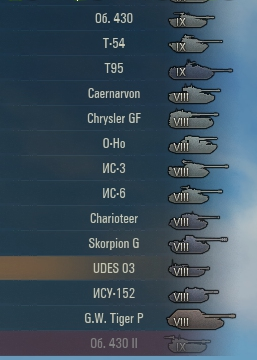 Об. 430 IX
Т-54 IX
T95 IX
Caernarvon VIII
Chrysler GF VIII
O-Ho VIII
ИС-3 VIII
ИС-6 VIII
Charioteer VIII
Skorpion G VIII
UDES 03 VIII
ИСУ-152 VIII
G.W. Tiger P VIII
Об. 430 II IX